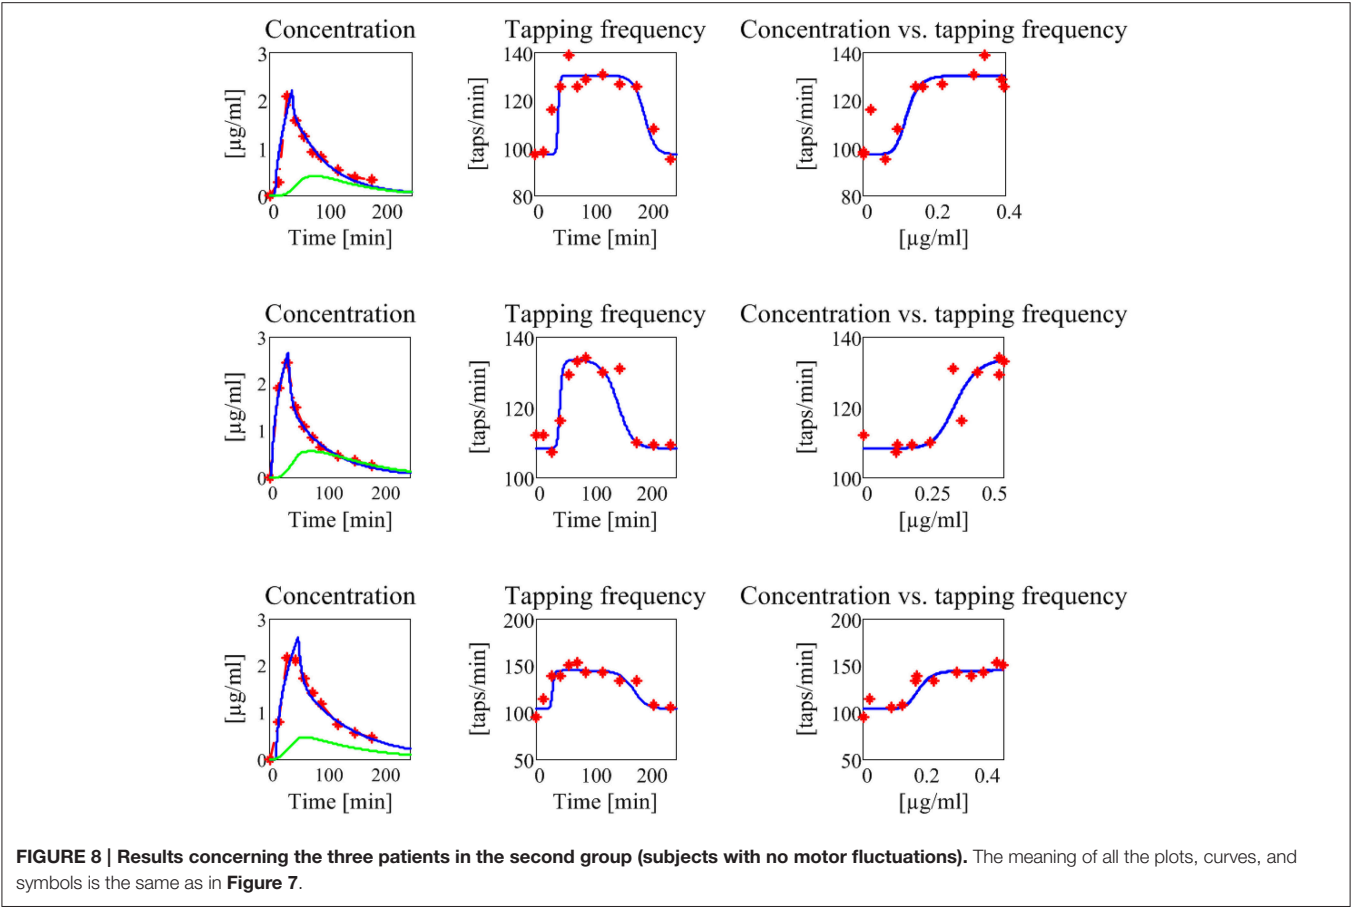 Concentration Tapping frequency Concentration vs. tapping frequency
3 140 140
2 120 120
1 100 100
0 80 80
[µg/ml] [taps/min] [taps/min]
0 100 200 0 100 200 0 0.2 0.4
Time [min] Time [min] [µg/ml]
Concentration Tapping frequency Concentration vs. tapping frequency
3 140 140
2 120 120
1
0 100 100
[µg/ml] [taps/min] [taps/min]
0 100 200 0 100 200 0 0.25 0.5
Time [min] Time [min] [µg/ml]
Concentration Tapping frequency Concentration vs. tapping frequency
3 200 200
2 150 150
1 100 100
0 50 50
[µg/ml] [taps/min] [taps/min]
0 100 200 0 100 200 0 0.2 0.4
Time [min] Time [min] [µg/ml]
FIGURE 8 | Results concerning the three patients in the second group (subjects with no motor fluctuations). The meaning of all the plots, curves, and
symbols is the same as in Figure 7.